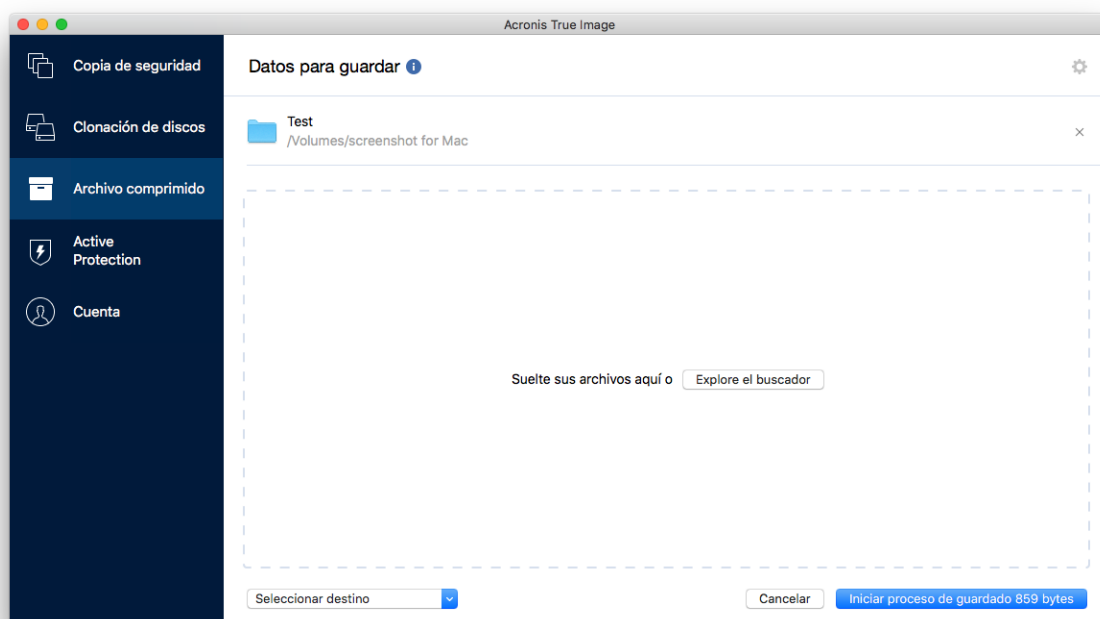 Acronis True Image
Copia de seguridad
Clonación de discos
Archivo comprimido
Active
Protection
Cuenta
Datos para guardar
Test
/Volumes/screenshot for Mac
Suelte sus archivos aquí o
Explore el buscador
Seleccionar destino
Cancelar
Iniciar proceso de guardado 859 bytes